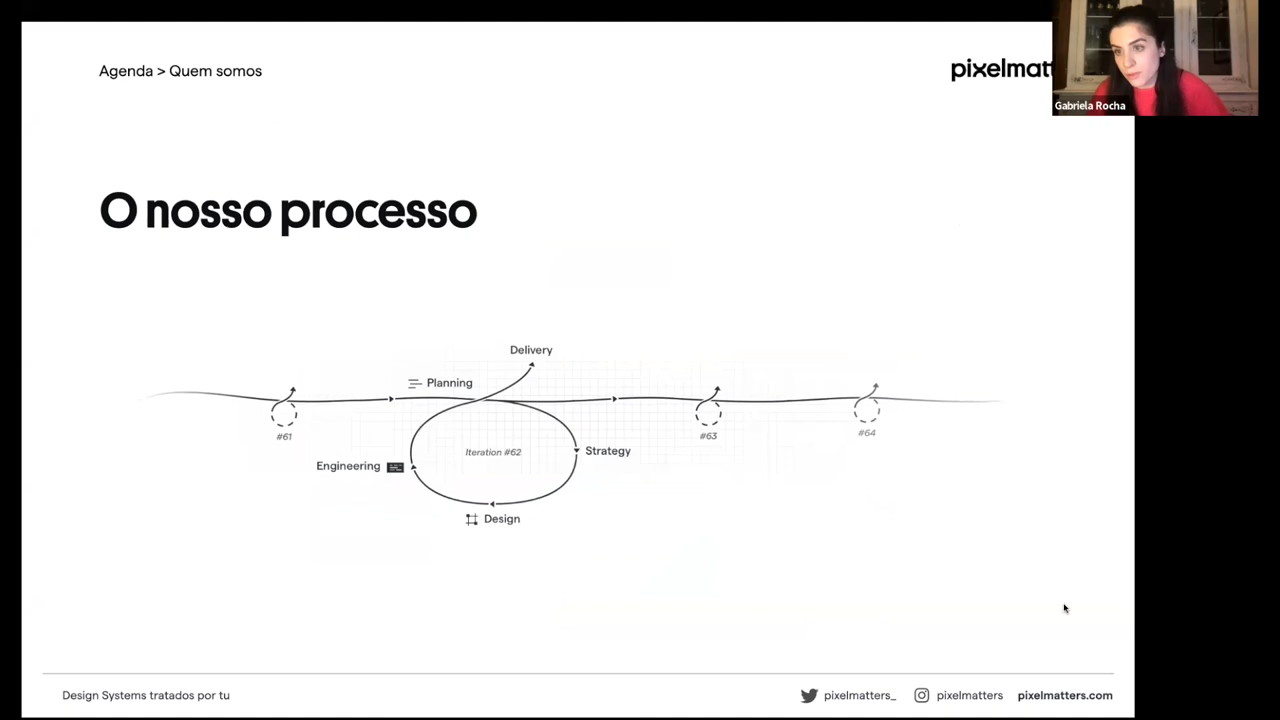 Agenda > Quem somos
pixelmatt
Gabriela Rocha
O nosso processo
Delivery
Planning
#61
Iteration #62
Strategy
#63
#64
Engineering
Design
Design Systems tratados por tu
pixelmatters_
pixelmatters
pixelmatters.com